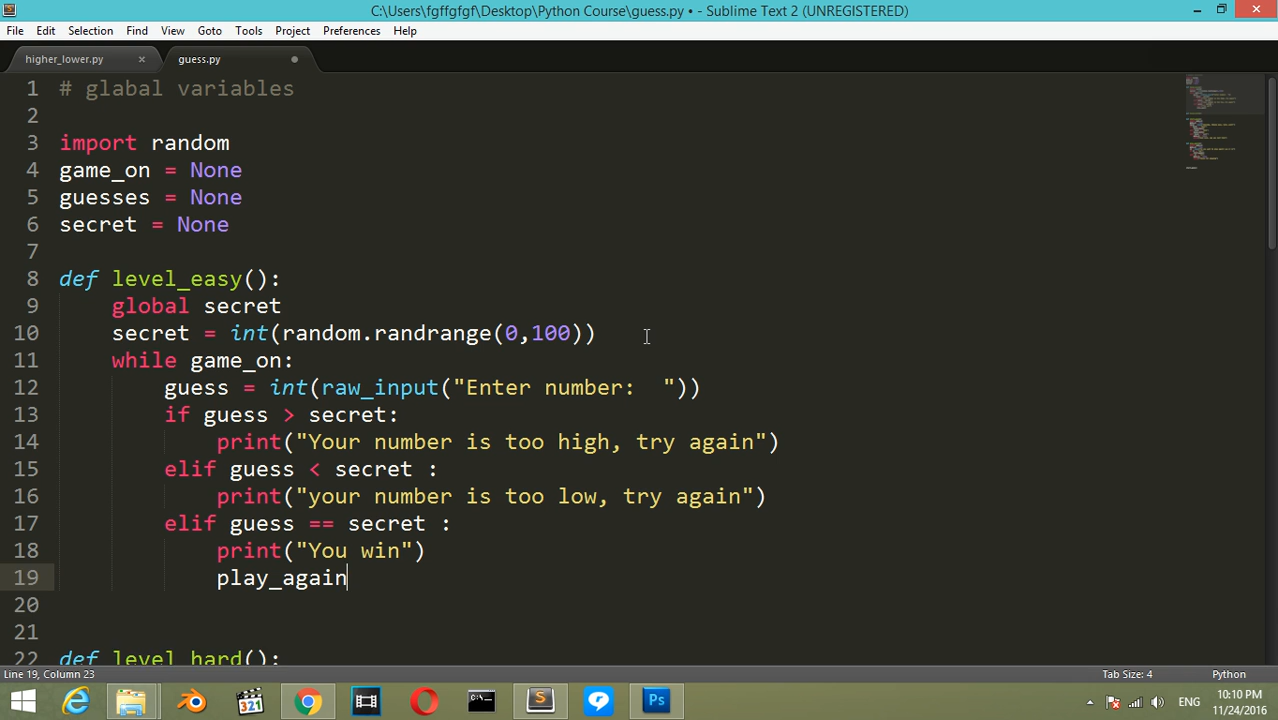 C:\Users\fgffgfgf\Desktop\Python Course\guess.py • - Sublime Text 2 (UNREGISTERED)
File Edit Selection Find View Goto Tools Project Preferences Help
higher_lower.py guess.py
1 # glabal variables
2
3 import random
4 game_on = None
5 guesses = None
6 secret = None
7
8 def level_easy():
9 global secret
10 secret = int(random.randrange(0,100))
11 while game_on:
12 guess = int(raw_input("Enter number:  "))
13 if guess > secret:
14 print("Your number is too high, try again")
15 elif guess < secret :
16 print("your number is too low, try again")
17 elif guess == secret :
18 print("You win")
19 play_again
20
21
22 def level_hard():
Line 19, Column 23 Tab Size: 4 Python
321 S Ps ENG 10:10 PM
11/24/2016